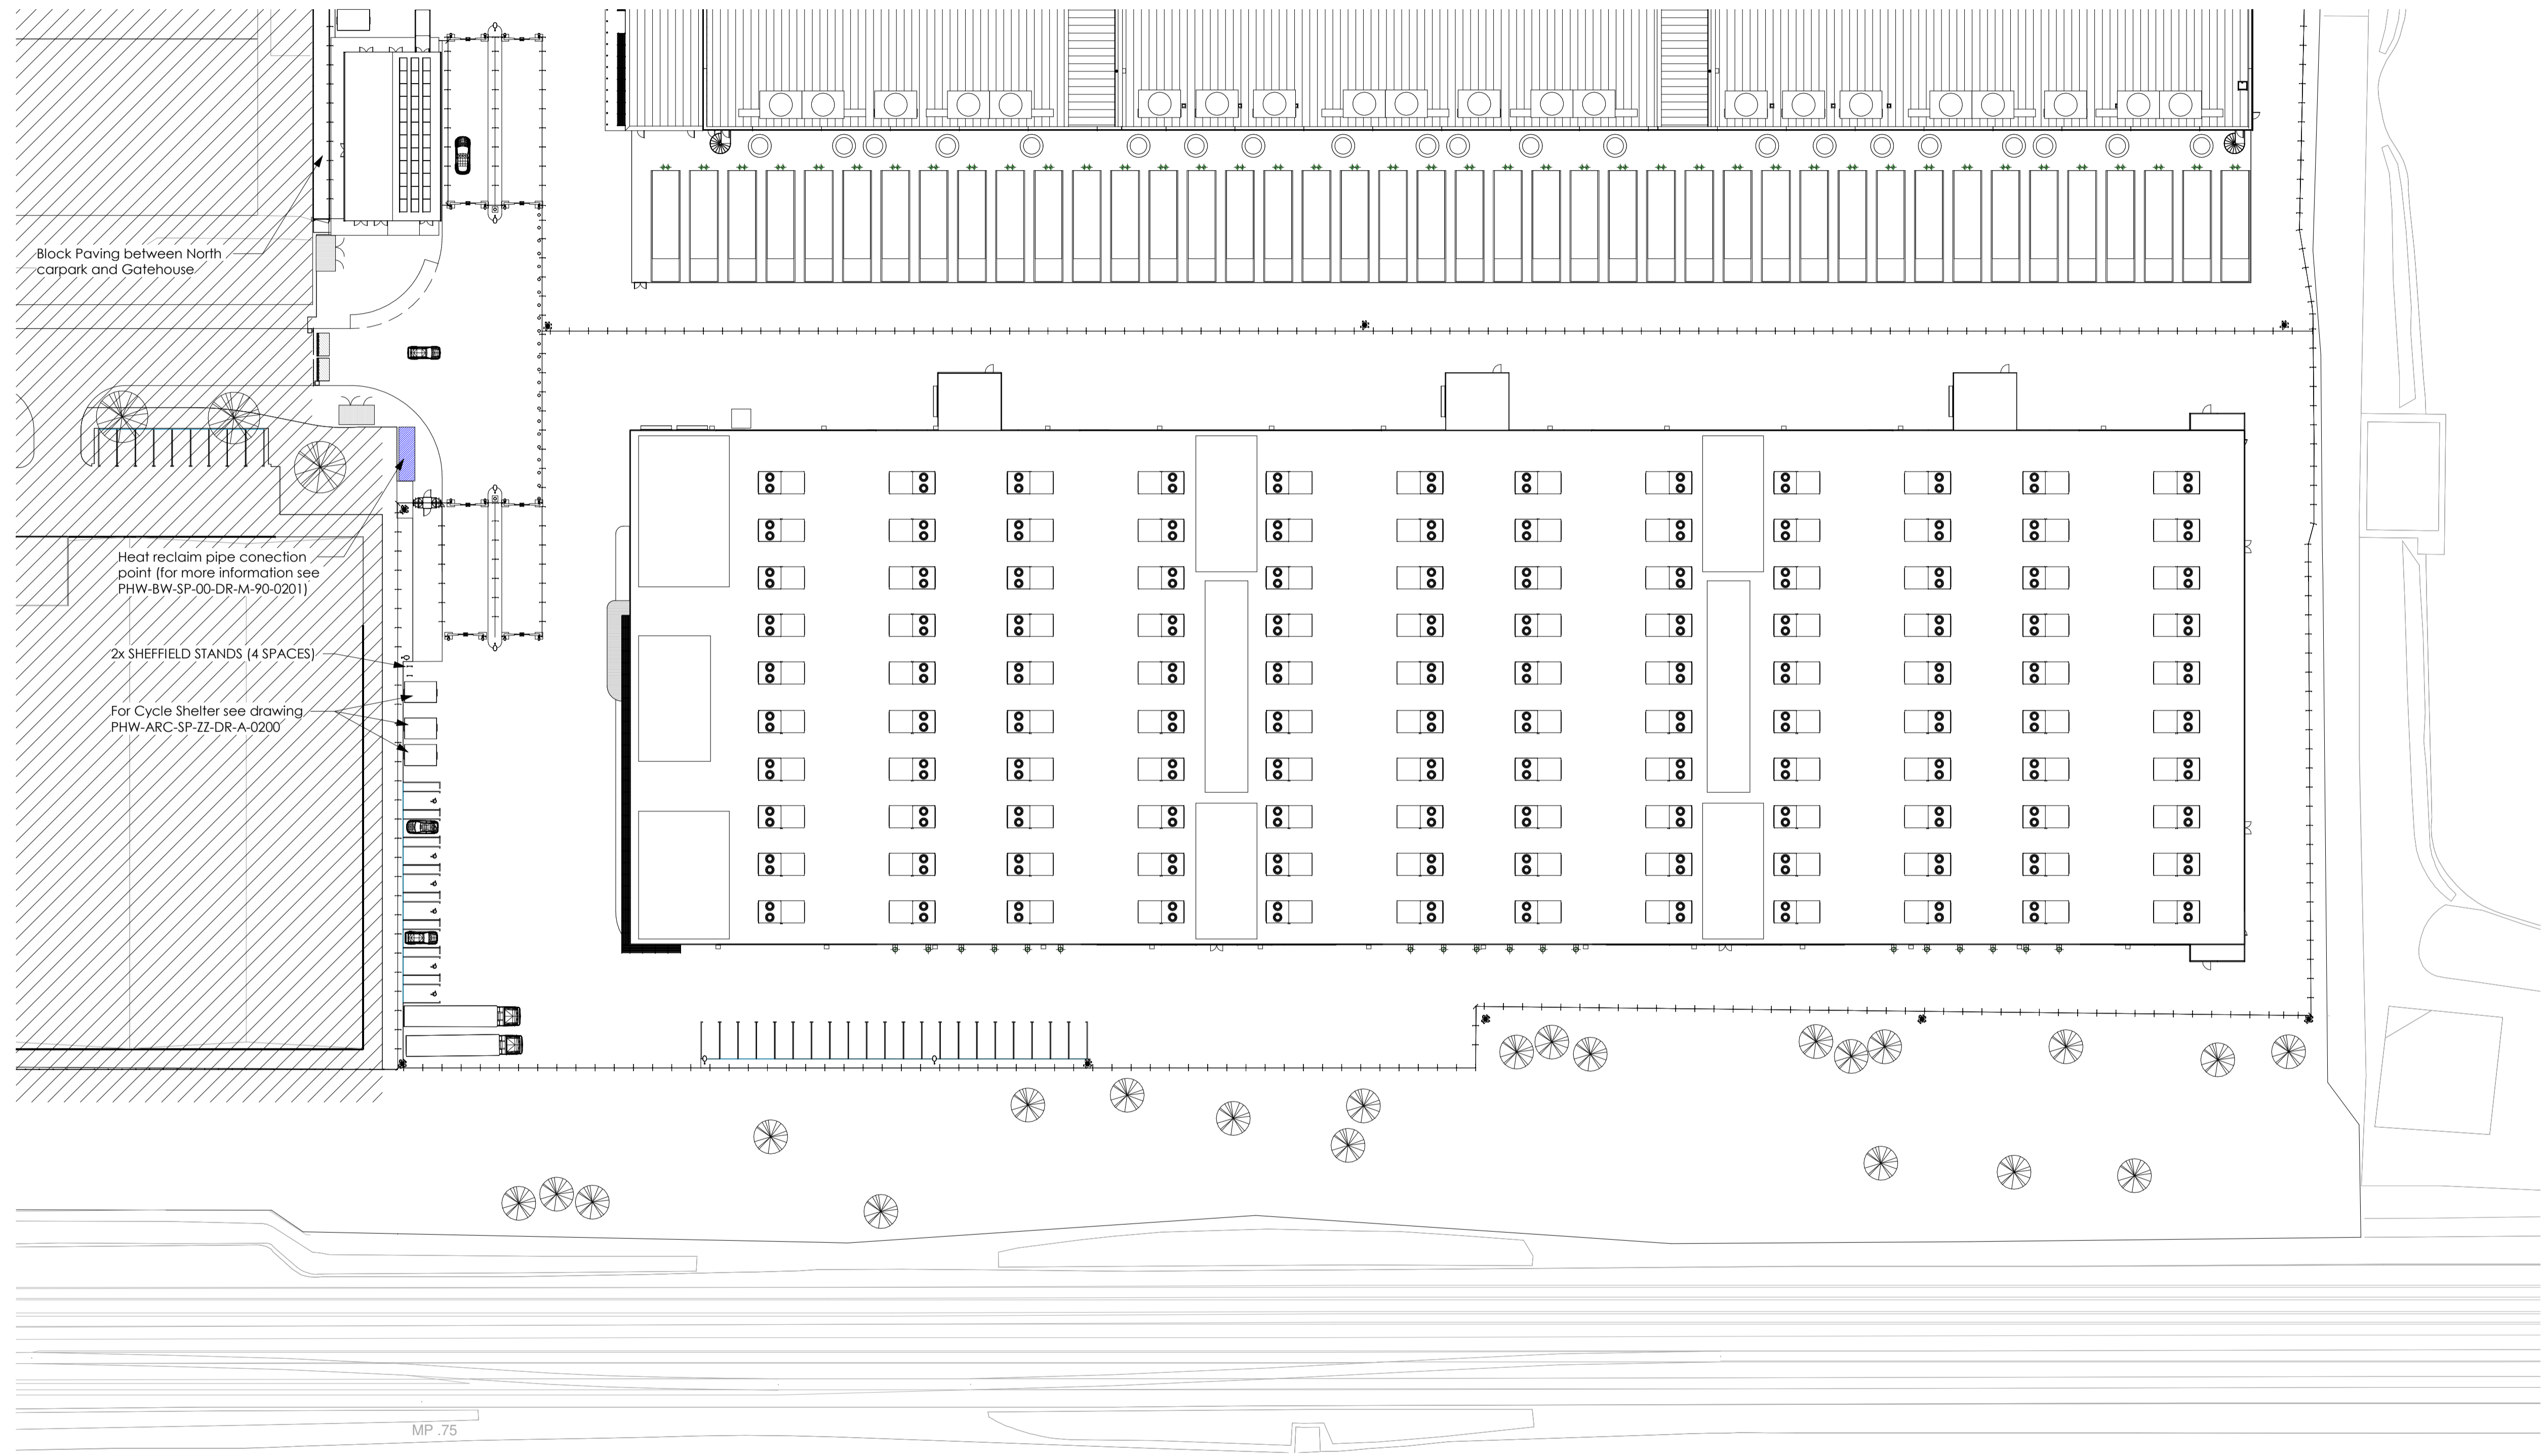 Block Paving between North
carpark and Gatehouse
Heat reclaim pipe conection
point (for more information see
PHW-BW-SP-00-DR-M-90-0201)
2x SHEFFIELD STANDS (4 SPACES)
For Cycle Shelter see drawing
PHW-ARC-SP-ZZ-DR-A-0200
MP .75